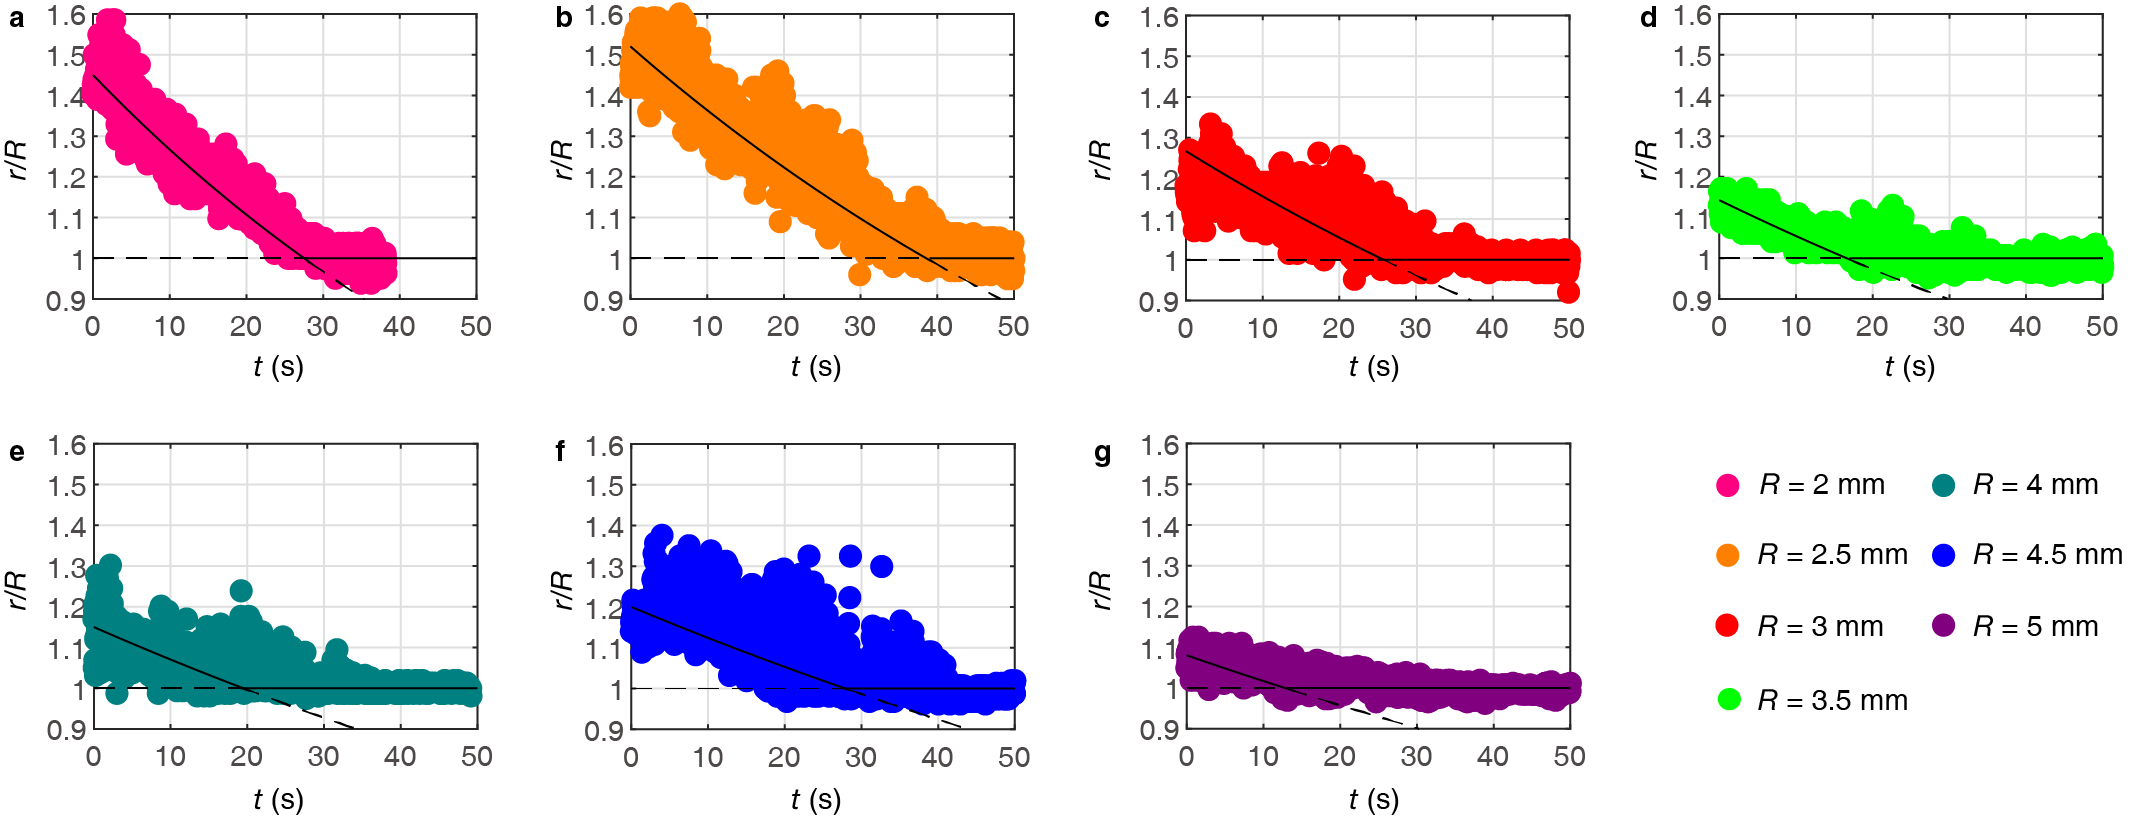 a
1.6
1.5
1.4
1.3
1.2
1.1
1
0.9
r/R
0 10 20 30 40 50
t (s)
b
1.6
1.5
1.4
1.3
1.2
1.1
1
0.9
r/R
0 10 20 30 40 50
t (s)
c
1.6
1.5
1.4
1.3
1.2
1.1
1
0.9
r/R
0 10 20 30 40 50
t (s)
d
1.6
1.5
1.4
1.3
1.2
1.1
1
0.9
r/R
0 10 20 30 40 50
t (s)
e
1.6
1.5
1.4
1.3
1.2
1.1
1
0.9
r/R
0 10 20 30 40 50
t (s)
f
1.6
1.5
1.4
1.3
1.2
1.1
1
0.9
r/R
0 10 20 30 40 50
t (s)
g
1.6
1.5
1.4
1.3
1.2
1.1
1
0.9
r/R
0 10 20 30 40 50
t (s)
R = 2 mm
R = 2.5 mm
R = 3 mm
R = 3.5 mm
R = 4 mm
R = 4.5 mm
R = 5 mm